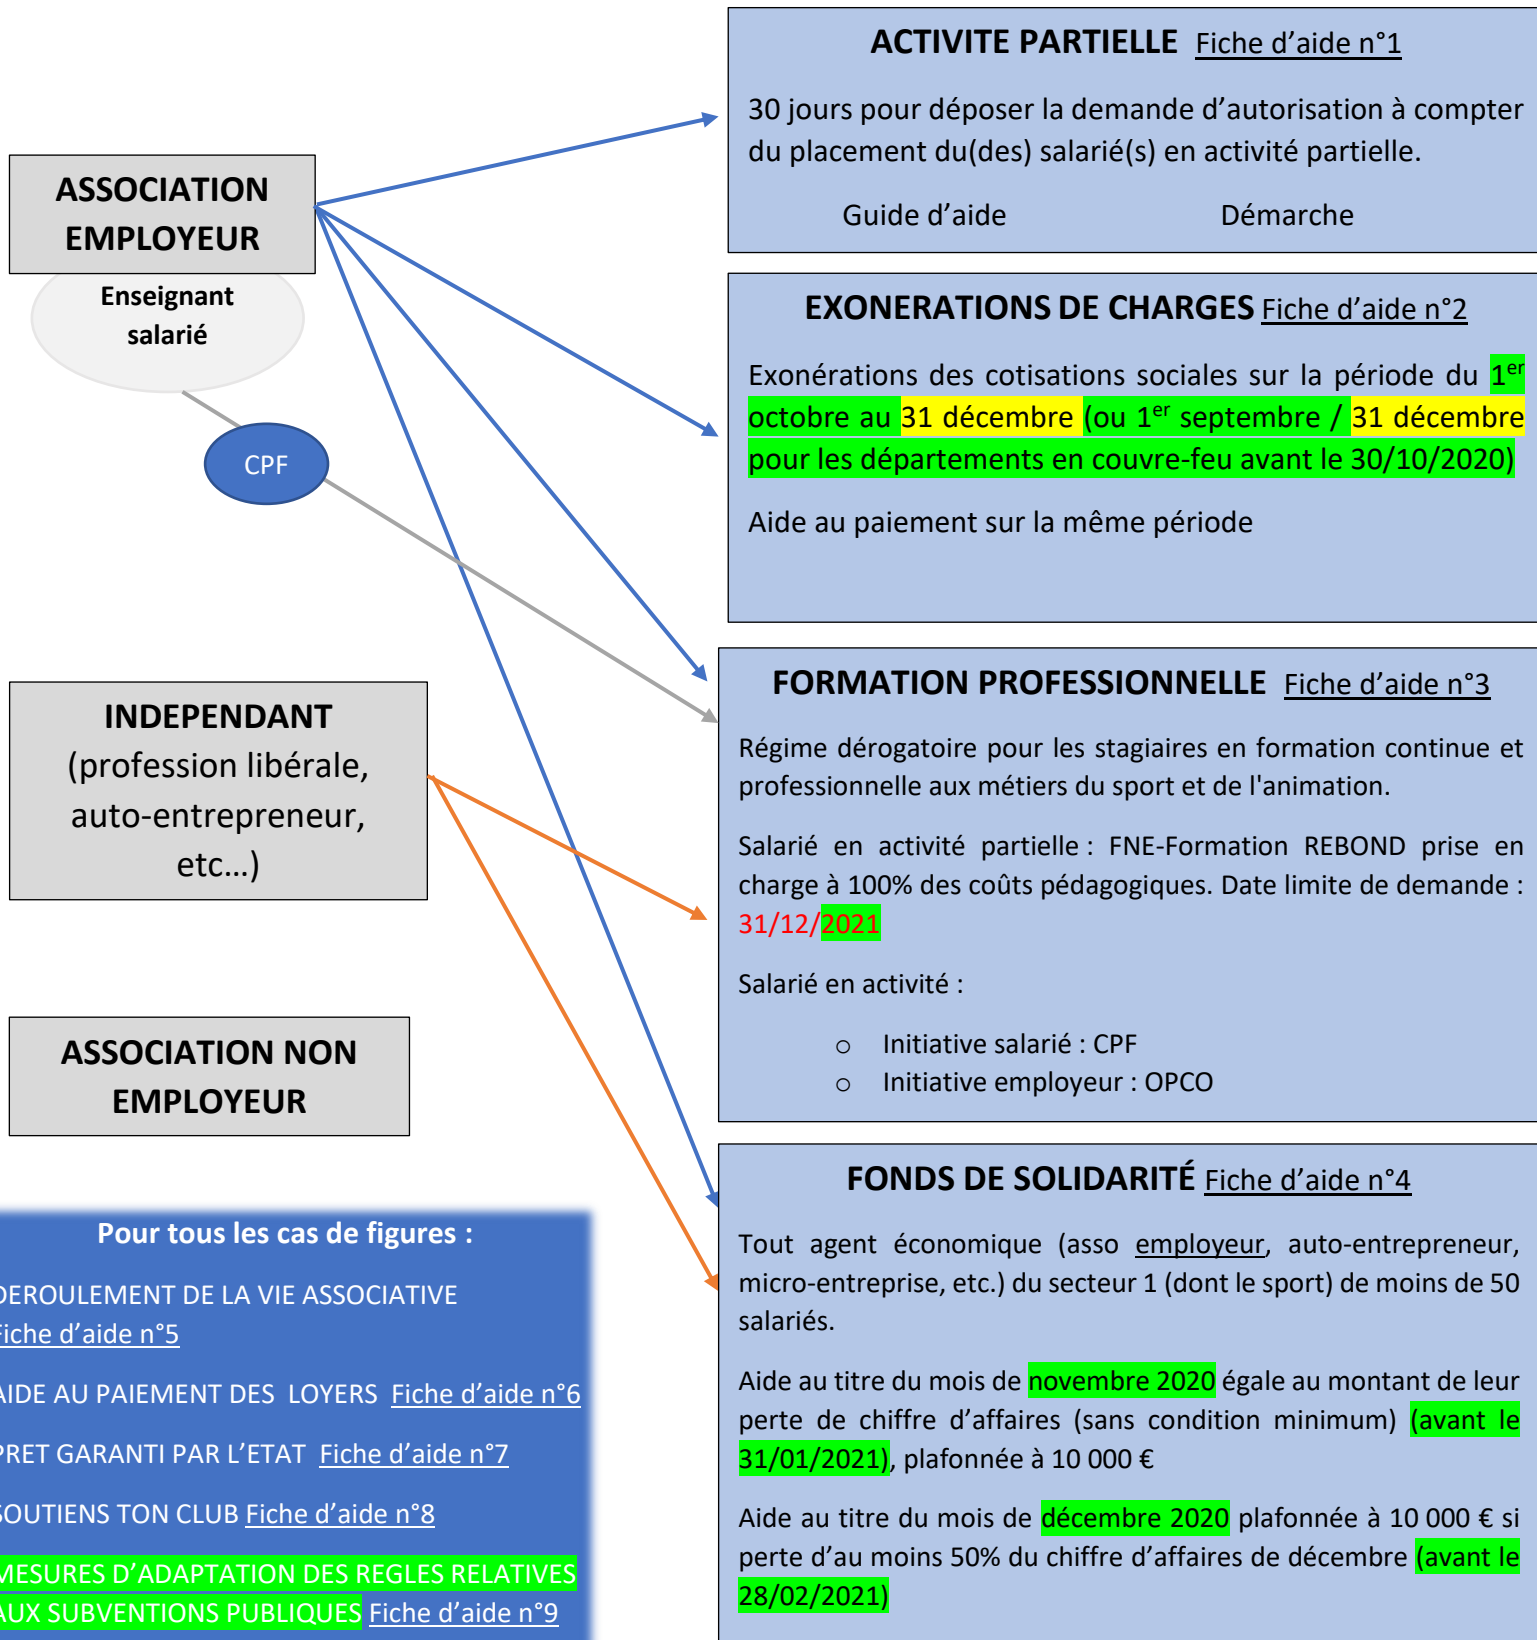 ASSOCIATION
EMPLOYEUR
Enseignant
salarié
CPF
INDEPENDANT
(profession libérale,
auto-entrepreneur,
etc…)
ASSOCIATION NON
EMPLOYEUR
Pour tous les cas de figures :
DEROULEMENT DE LA VIE ASSOCIATIVE
Fiche d’aide n°5
AIDE AU PAIEMENT DES LOYERS Fiche d’aide n°6
PRET GARANTI PAR L’ETAT Fiche d’aide n°7
SOUTIENS TON CLUB Fiche d’aide n°8
MESURES D’ADAPTATION DES REGLES RELATIVES
AUX SUBVENTIONS PUBLIQUES Fiche d’aide n°9
ACTIVITE PARTIELLE Fiche d’aide n°1
30 jours pour déposer la demande d’autorisation à compter
du placement du(des) salarié(s) en activité partielle.
Guide d’aide Démarche
EXONERATIONS DE CHARGES Fiche d’aide n°2
Exonérations des cotisations sociales sur la période du 1er
octobre au 31 décembre (ou 1er septembre / 31 décembre
pour les départements en couvre-feu avant le 30/10/2020)
Aide au paiement sur la même période
FORMATION PROFESSIONNELLE Fiche d’aide n°3
Régime dérogatoire pour les stagiaires en formation continue et
professionnelle aux métiers du sport et de l'animation.
Salarié en activité partielle : FNE-Formation REBOND prise en
charge à 100% des coûts pédagogiques. Date limite de demande :
31/12/2021
Salarié en activité :
o Initiative salarié : CPF
o Initiative employeur : OPCO
FONDS DE SOLIDARITÉ Fiche d’aide n°4
Tout agent économique (asso employeur, auto-entrepreneur,
micro-entreprise, etc.) du secteur 1 (dont le sport) de moins de 50
salariés.
Aide au titre du mois de novembre 2020 égale au montant de leur
perte de chiffre d’affaires (sans condition minimum) (avant le
31/01/2021), plafonnée à 10 000 €
Aide au titre du mois de décembre 2020 plafonnée à 10 000 € si
perte d’au moins 50% du chiffre d’affaires de décembre (avant le
28/02/2021)